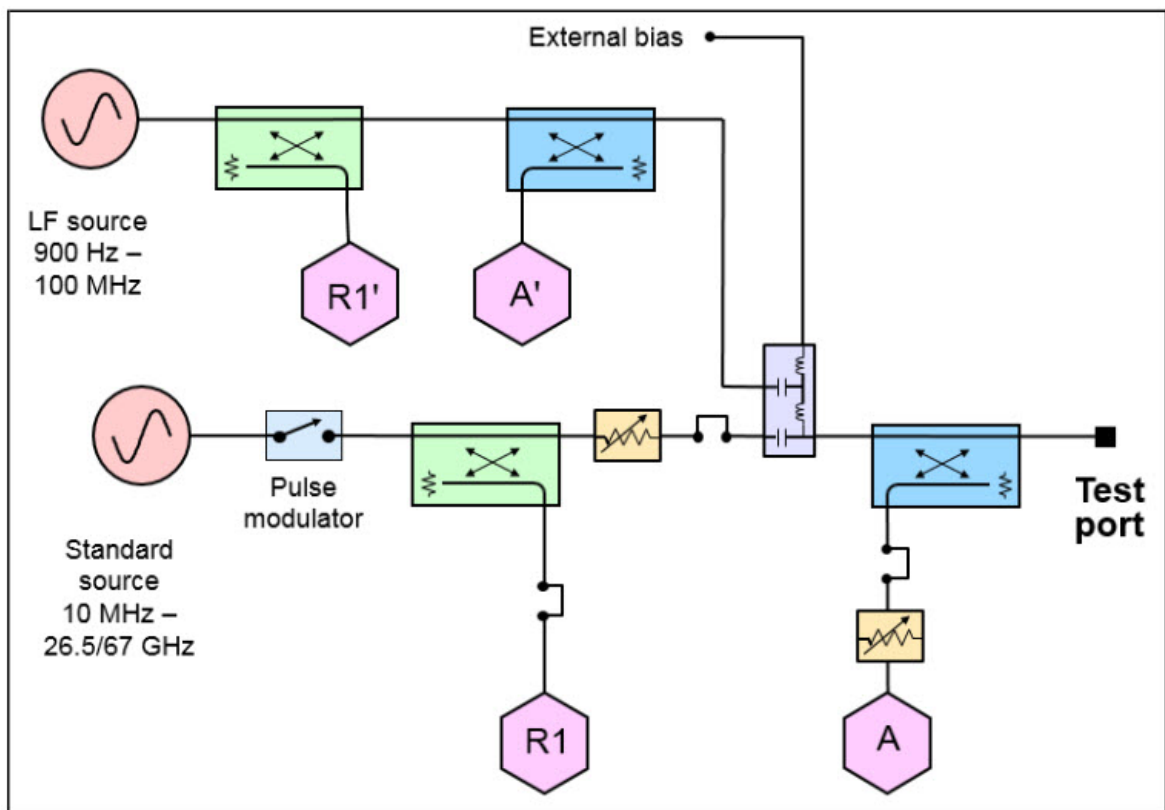 External bias
LF source
900 Hz –
100 MHz
R1'
A'
Pulse
modulator
Standard
source
10 MHz –
26.5/67 GHz
Test
port
R1
A